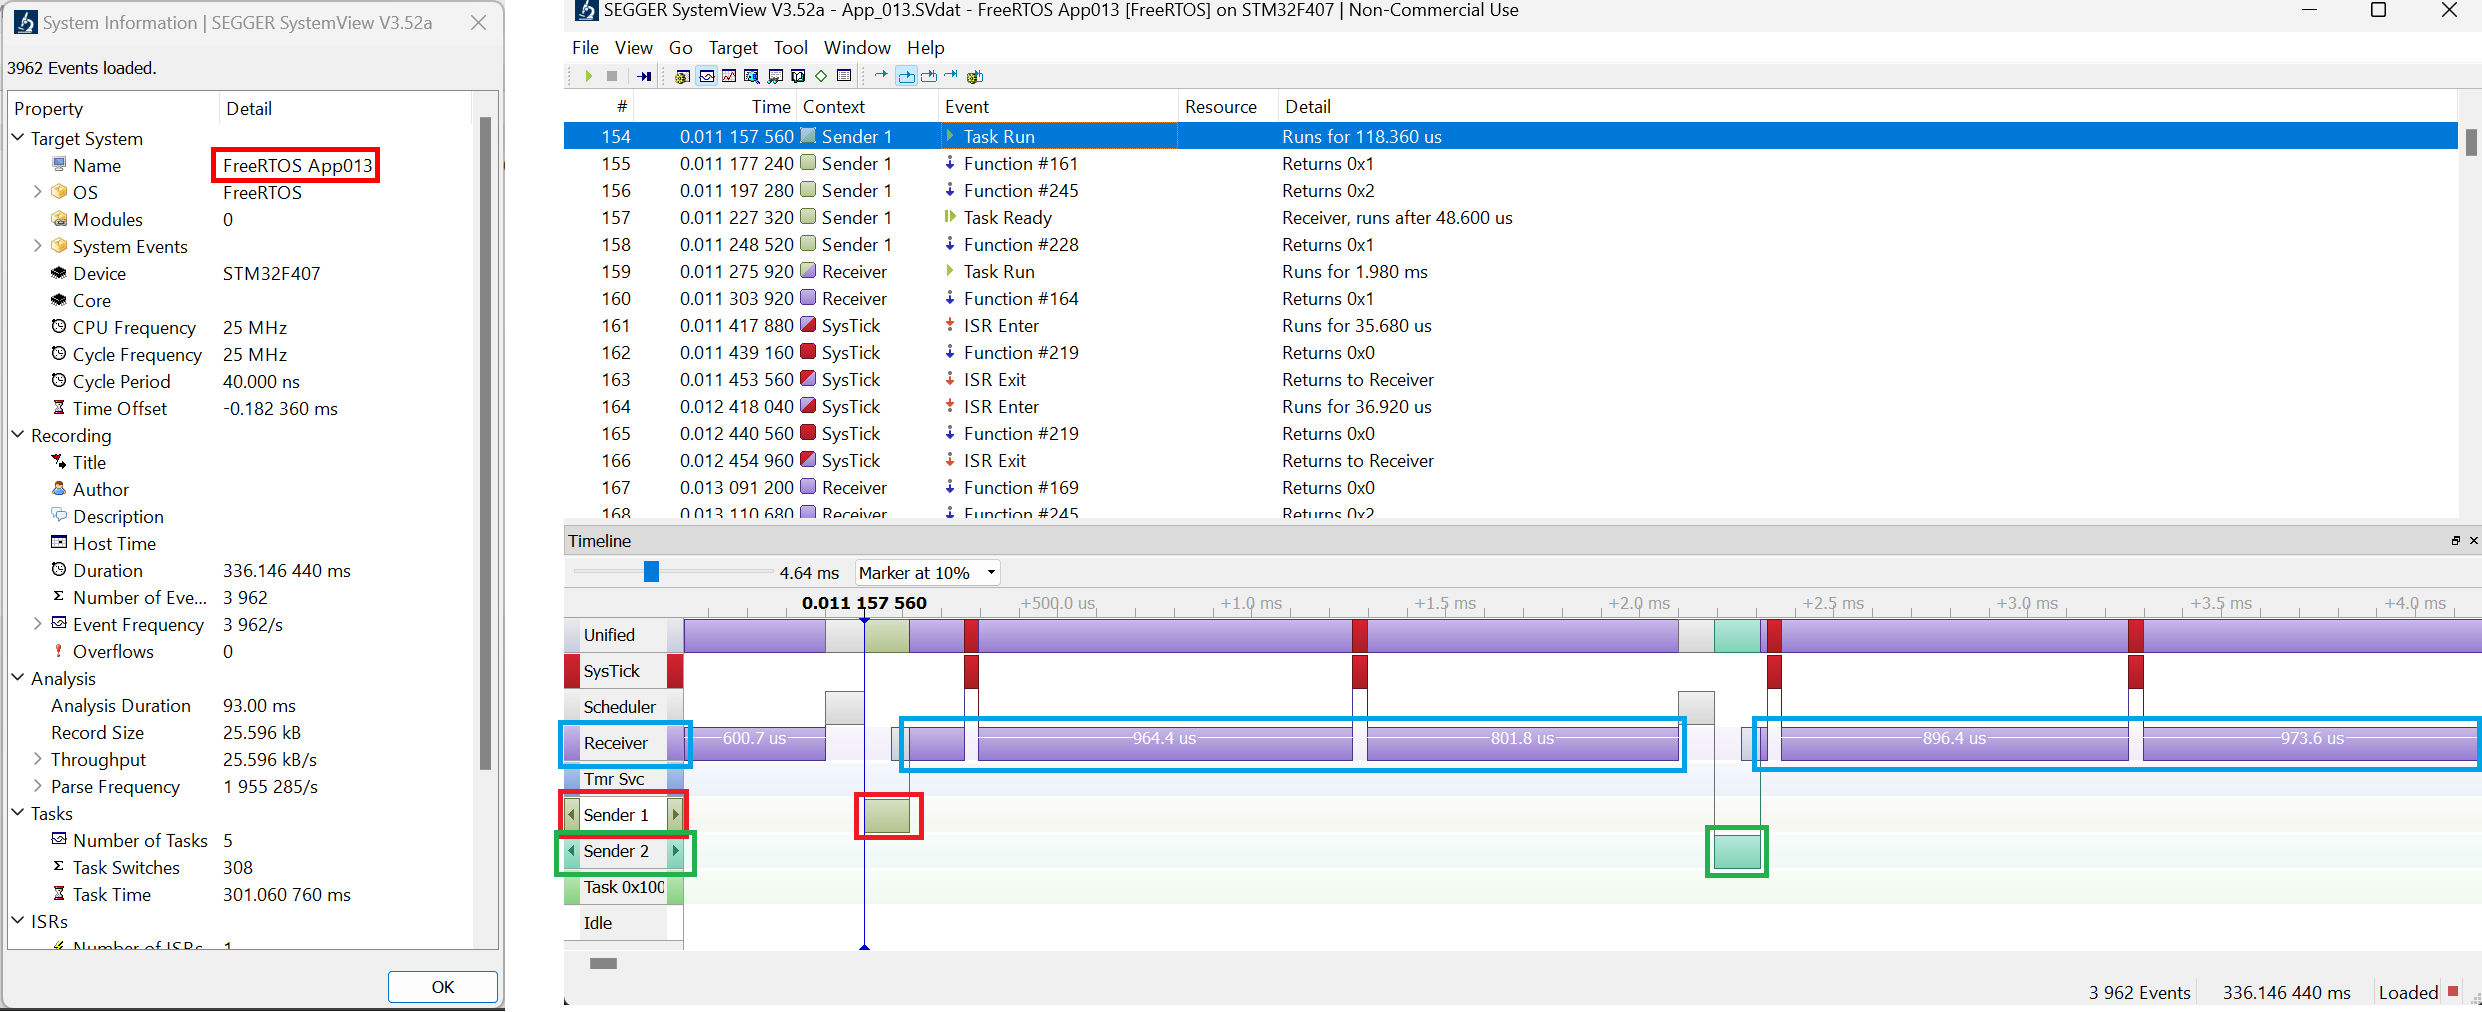 System Information | SEGGER SystemView V3.52a
3962 Events loaded.
Property Detail
Target System
Name FreeRTOS App013
OS FreeRTOS
Modules 0
System Events
Device STM32F407
Core
CPU Frequency 25 MHz
Cycle Frequency 25 MHz
Cycle Period 40.000 ns
Time Offset -0.182 360 ms
Recording
Title
Author
Description
Host Time
Duration 336.146 440 ms
Number of Eve... 3 962
Event Frequency 3 962/s
Overflows 0
Analysis
Analysis Duration 93.00 ms
Record Size 25.596 kB
Throughput 25.596 kB/s
Parse Frequency 1 955 285/s
Tasks
Number of Tasks 5
Task Switches 308
Task Time 301.060 760 ms
ISRs
Number of ISRs 1
OK
SEGGER SystemView V3.52a - App_013.SVdat - FreeRTOS App013 [FreeRTOS] on STM32F407 | Non-Commercial Use
File View Go Target Tool Window Help
# Time Context Event Resource Detail
154 0.011 157 560 Sender 1 Task Run Runs for 118.360 us
155 0.011 177 240 Sender 1 Function #161 Returns 0x1
156 0.011 197 280 Sender 1 Function #245 Returns 0x2
157 0.011 227 320 Sender 1 Task Ready Receiver, runs after 48.600 us
158 0.011 248 520 Sender 1 Function #228 Returns 0x1
159 0.011 275 920 Receiver Task Run Runs for 1.980 ms
160 0.011 303 920 Receiver Function #164 Returns 0x1
161 0.011 417 880 SysTick ISR Enter Runs for 35.680 us
162 0.011 439 160 SysTick Function #219 Returns 0x0
163 0.011 453 560 SysTick ISR Exit Returns to Receiver
164 0.012 418 040 SysTick ISR Enter Runs for 36.920 us
165 0.012 440 560 SysTick Function #219 Returns 0x0
166 0.012 454 960 SysTick ISR Exit Returns to Receiver
167 0.013 091 200 Receiver Function #169 Returns 0x0
168 0.013 110 680 Receiver Function #245 Returns 0x2
Timeline
4.64 ms Marker at 10%
0.011 157 560 +500.0 us +1.0 ms +1.5 ms +2.0 ms +2.5 ms +3.0 ms +3.5 ms +4.0 ms
Unified
SysTick
Scheduler
Receiver 600.7 us 964.4 us 801.8 us 896.4 us 973.6 us
Tmr Svc
Sender 1
Sender 2
Task 0x100
Idle
3 962 Events 336.146 440 ms Loaded